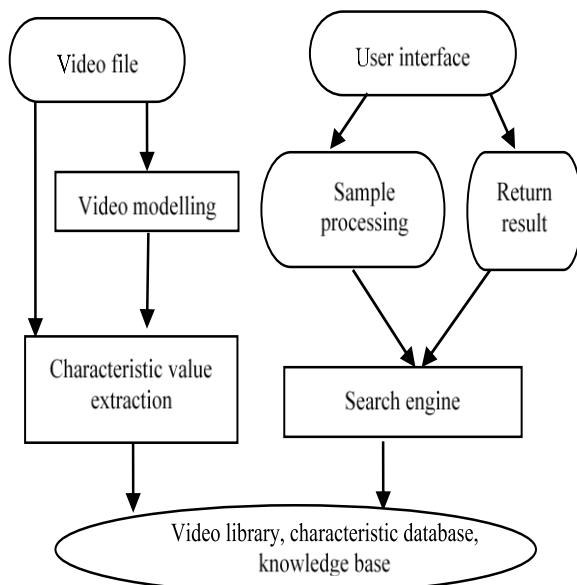 Video file
User interface
Video modelling
Sample
processing
Return
result
Characteristic value
extraction
Search engine
Video library, characteristic database,
knowledge base